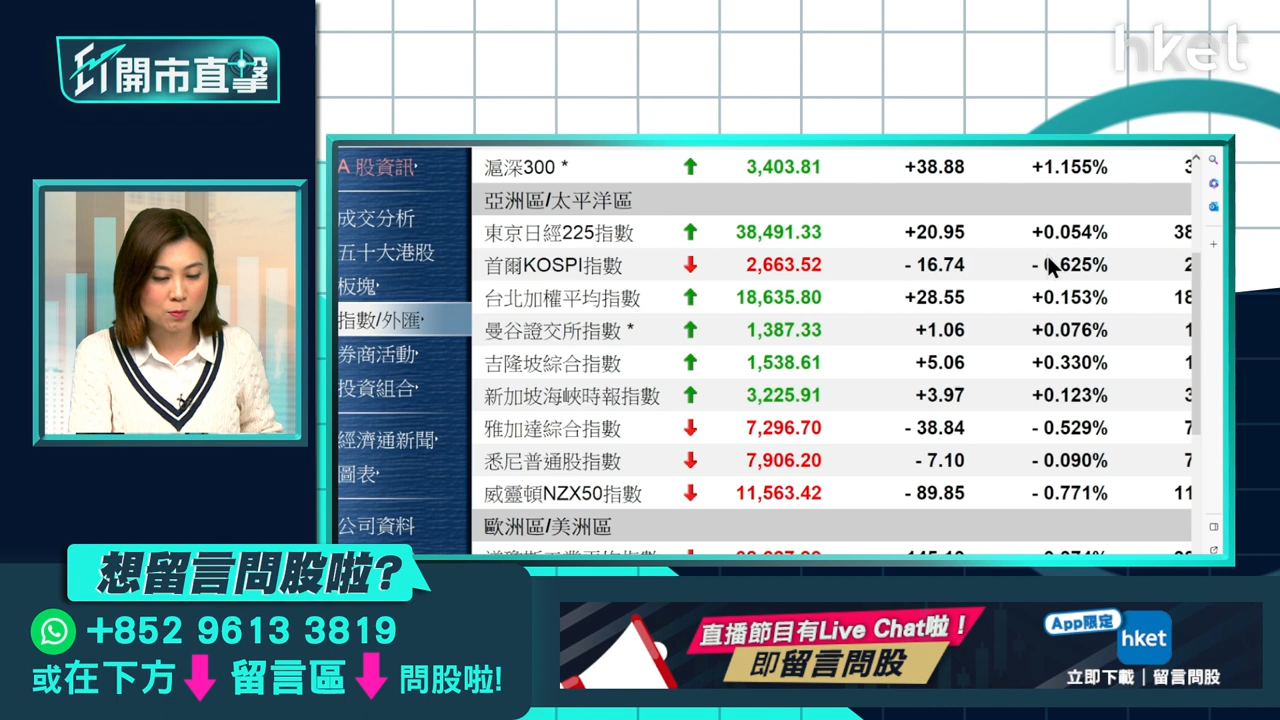 開市直擊
hket
A股資訊
成交分析
五十大港股
板塊
指數/外匯
券商活動
投資組合
經濟通新聞
圖表
公司資料
滬深300 * 3,403.81 +38.88 +1.155% 3
亞洲區/太平洋區
東京日經225指數 38,491.33 +20.95 +0.054% 38
首爾KOSPI指數 2,663.52 - 16.74 - 0.625% 2
台北加權平均指數 18,635.80 +28.55 +0.153% 18
曼谷證交所指數 * 1,387.33 +1.06 +0.076% 1
吉隆坡綜合指數 1,538.61 +5.06 +0.330% 1
新加坡海峽時報指數 3,225.91 +3.97 +0.123% 3
雅加達綜合指數 7,296.70 - 38.84 - 0.529% 7
悉尼普通股指數 7,906.20 - 7.10 - 0.090% 7
威靈頓NZX50指數 11,563.42 - 89.85 - 0.771% 11
歐洲區/美洲區
想留言問股啦?
+852 9613 3819
或在下方 留言區 問股啦!
直播節目有Live Chat啦！
即留言問股
App限定
hket
立即下載｜留言問股